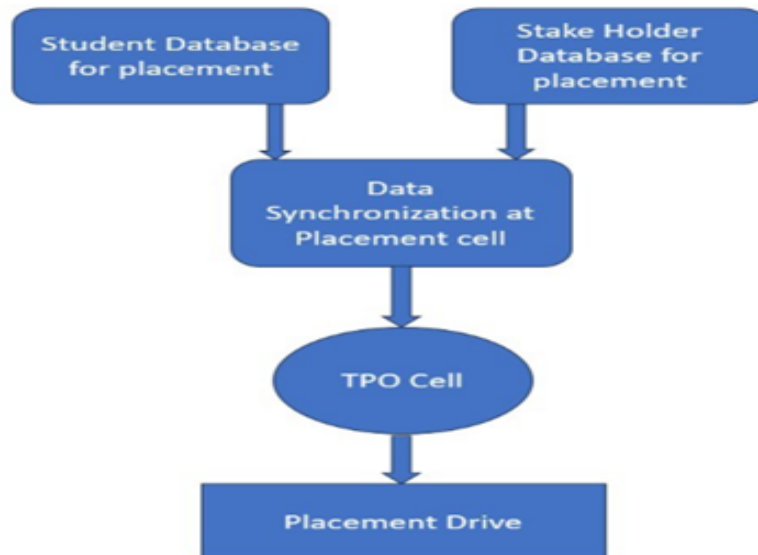 Student Database
for placement
Stake Holder
Database for
placement
Data
Synchronization at
Placement cell
TPO Cell
Placement Drive